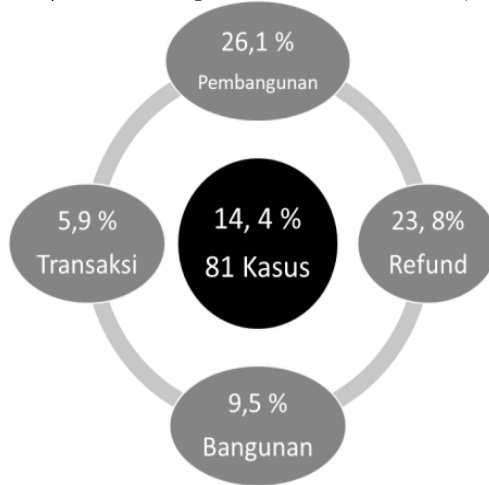 26,1 %
Pembangunan
5,9 %
Transaksi
14, 4 %
81 Kasus
23, 8%
Refund
9,5 %
Bangunan